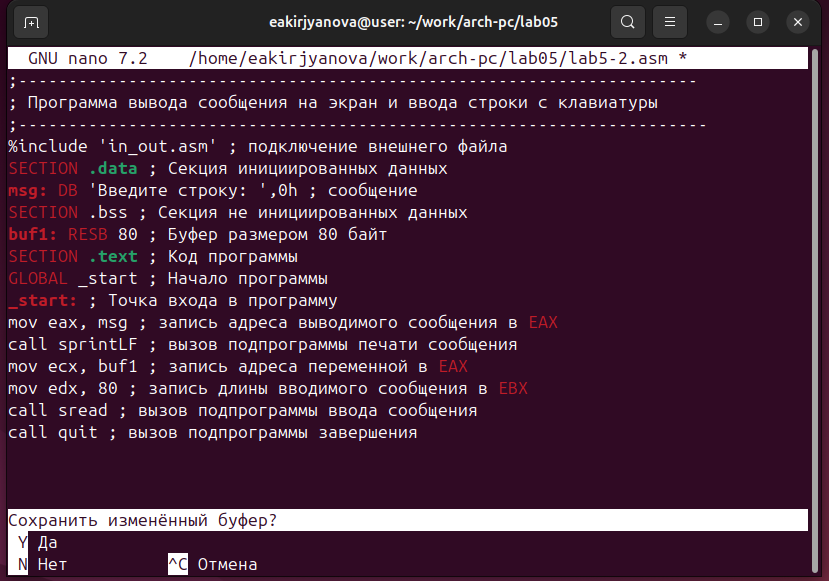 eakirjyanova@user: ~/work/arch-pc/lab05
GNU nano 7.2 /home/eakirjyanova/work/arch-pc/lab05/lab5-2.asm *
;--------------------------------------------------------------------
; Программа вывода сообщения на экран и ввода строки с клавиатуры
;---------------------------------------------------------------------
%include 'in_out.asm' ; подключение внешнего файла
SECTION .data ; Секция инициированных данных
msg: DB 'Введите строку: ',0h ; сообщение
SECTION .bss ; Секция не инициированных данных
buf1: RESB 80 ; Буфер размером 80 байт
SECTION .text ; Код программы
GLOBAL _start ; Начало программы
_start: ; Точка входа в программу
mov eax, msg ; запись адреса выводимого сообщения в EAX
call sprintLF ; вызов подпрограммы печати сообщения
mov ecx, buf1 ; запись адреса переменной в EAX
mov edx, 80 ; запись длины вводимого сообщения в EBX
call sread ; вызов подпрограммы ввода сообщения
call quit ; вызов подпрограммы завершения
Сохранить изменённый буфер?
Y Да
N Нет ^C Отмена